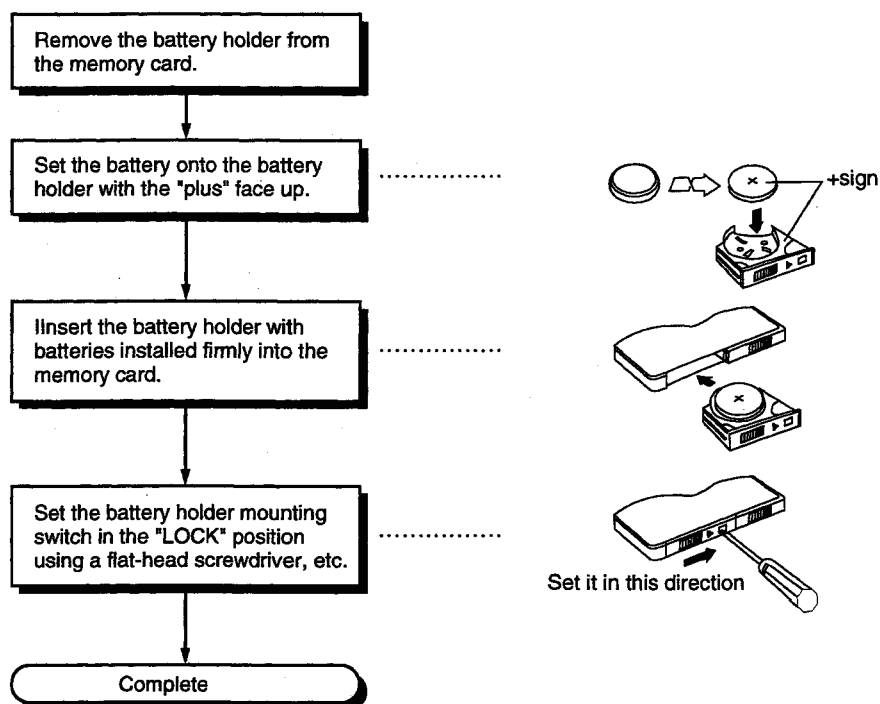 Remove the battery holder from
the memory card.
Set the battery onto the battery
holder with the "plus" face up.
+sign
IInsert the battery holder with
batteries installed firmly into the
memory card.
Set the battery holder mounting
switch in the "LOCK" position
using a flat-head screwdriver, etc.
Set it in this direction
Complete